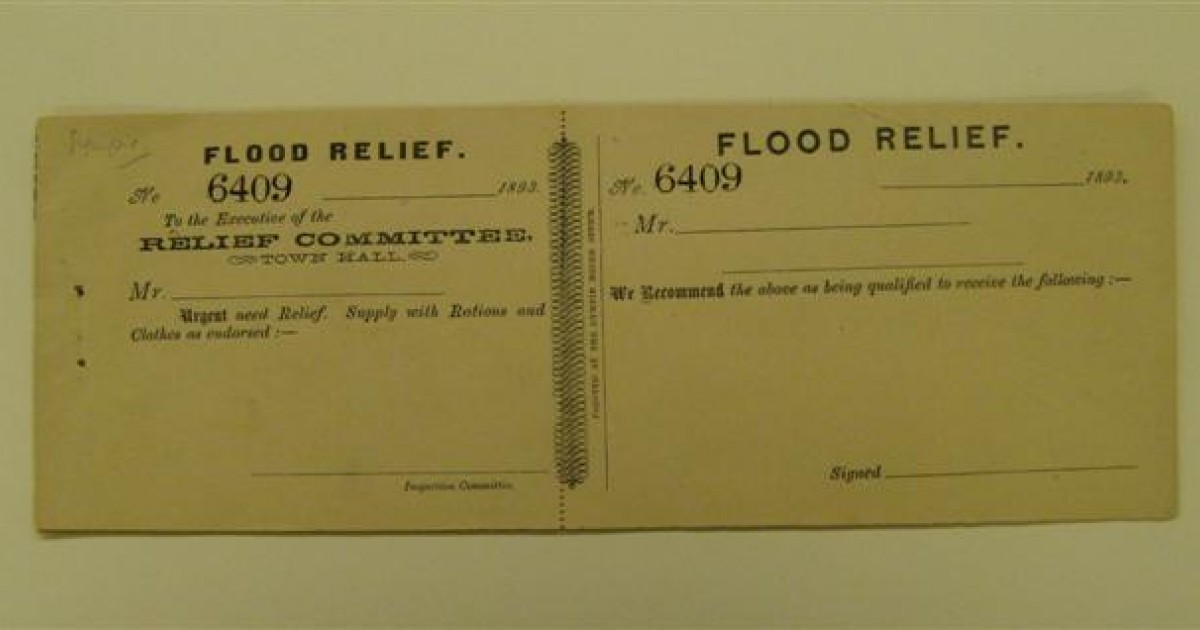 FLOOD RELIEF.
No 6409 1893.
To the Executive of the
RELIEF COMMITTEE,
TOWN HALL.
Mr.
Urgent need Relief. Supply with Rations and
Clothes as endorsed :—
Inspection Committee.
FLOOD RELIEF.
No. 6409 1893.
Mr.
We Recommend the above as being qualified to receive the following :—
Signed